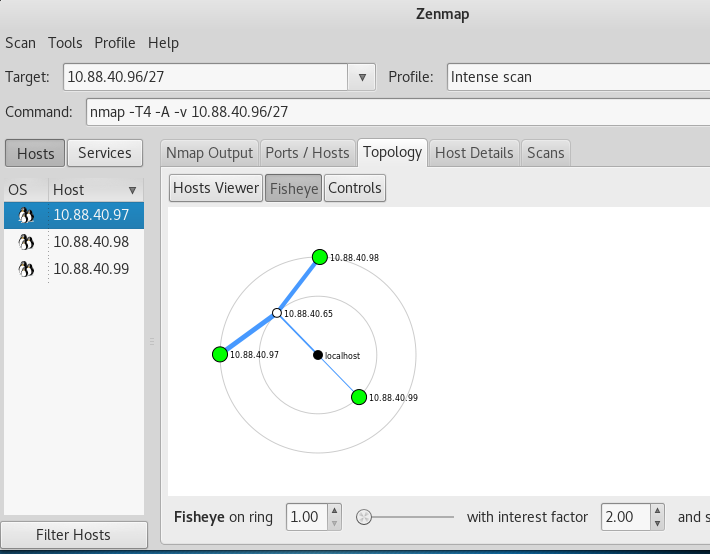 Zenmap
Scan Tools Profile Help
Target: 10.88.40.96/27 Profile: Intense scan
Command: nmap -T4 -A -v 10.88.40.96/27
Hosts Services Nmap Output Ports / Hosts Topology Host Details Scans
OS Host Hosts Viewer Fisheye Controls
10.88.40.97
10.88.40.98
10.88.40.99
10.88.40.98
10.88.40.65
10.88.40.97
localhost
10.88.40.99
Fisheye on ring 1.00 with interest factor 2.00 and s
Filter Hosts